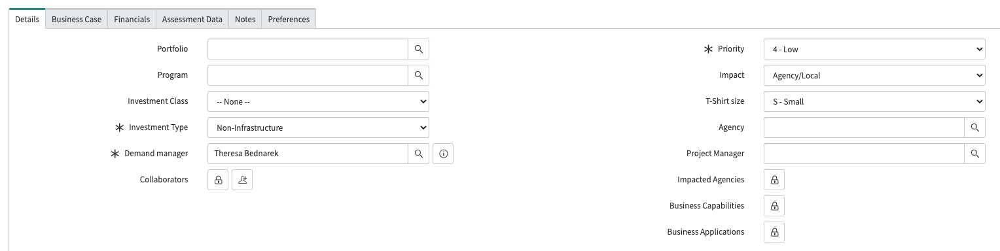 Details Business Case Financials Assessment Data Notes Preferences
Portfolio
Program
Investment Class -- None --
* Investment Type Non-Infrastructure
* Demand manager Theresa Bednarek
Collaborators
* Priority 4 - Low
Impact Agency/Local
T-Shirt size S - Small
Agency
Project Manager
Impacted Agencies
Business Capabilities
Business Applications